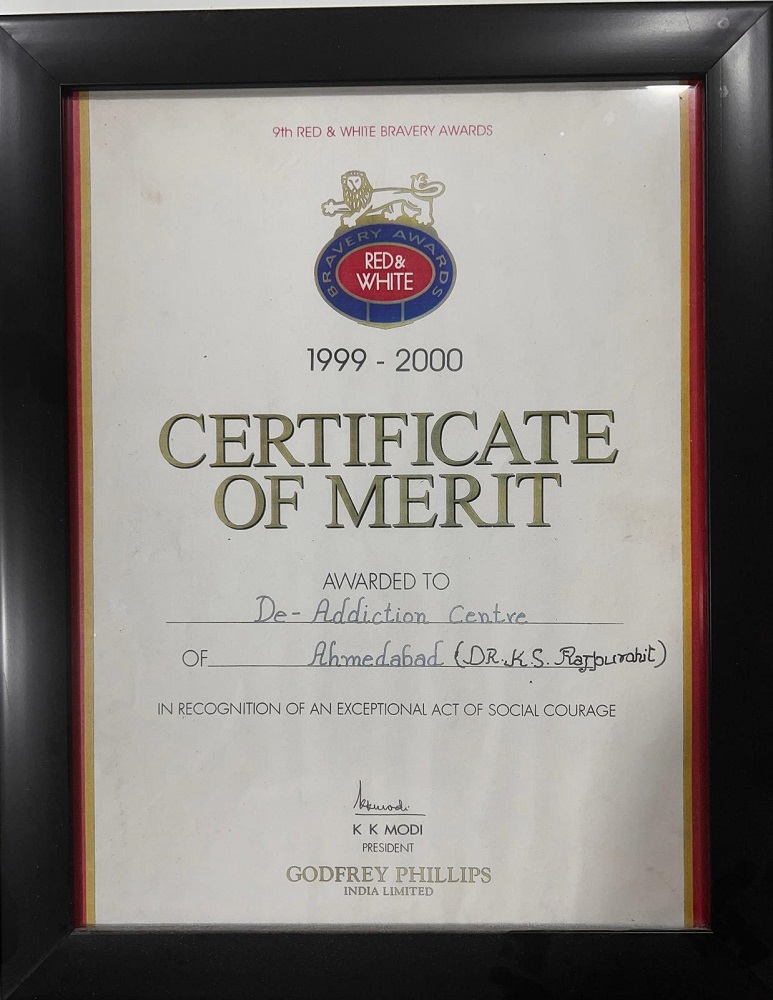 9th RED & WHITE BRAVERY AWARDS
BRAVERY AWARDS
RED &
WHITE
1999 - 2000
CERTIFICATE
OF MERIT
AWARDED TO
De-Addiction Centre
OF Ahmedabad (DR. K.S. Rajpurohit)
IN RECOGNITION OF AN EXCEPTIONAL ACT OF SOCIAL COURAGE
kkmodi
K K MODI
PRESIDENT
GODFREY PHILLIPS
INDIA LIMITED